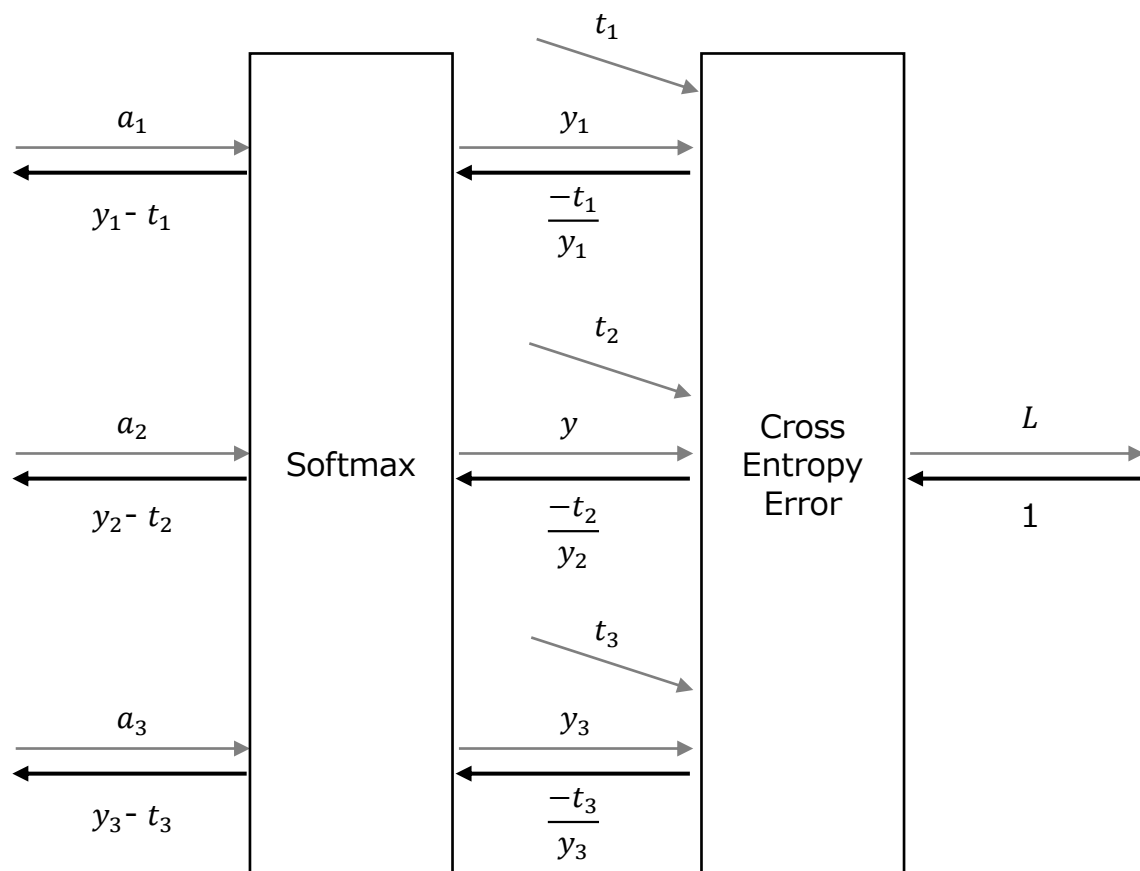 t₁
a₁
y₁
y₁ - t₁
−t₁
y₁
t₂
a₂
Softmax
y
Cross
Entropy
Error
L
y₂ - t₂
−t₂
y₂
1
t₃
a₃
y₃
y₃ - t₃
−t₃
y₃